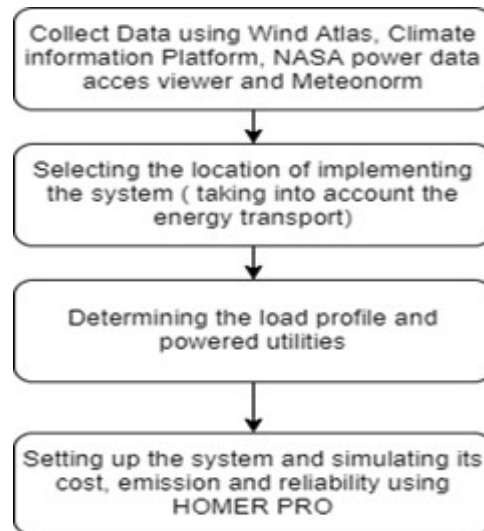 Collect Data using Wind Atlas, Climate
information Platform, NASA power data
acces viewer and Meteonorm
Selecting the location of implementing
the system ( taking into account the
energy transport)
Determining the load profile and
powered utilities
Setting up the system and simulating its
cost, emission and reliability using
HOMER PRO